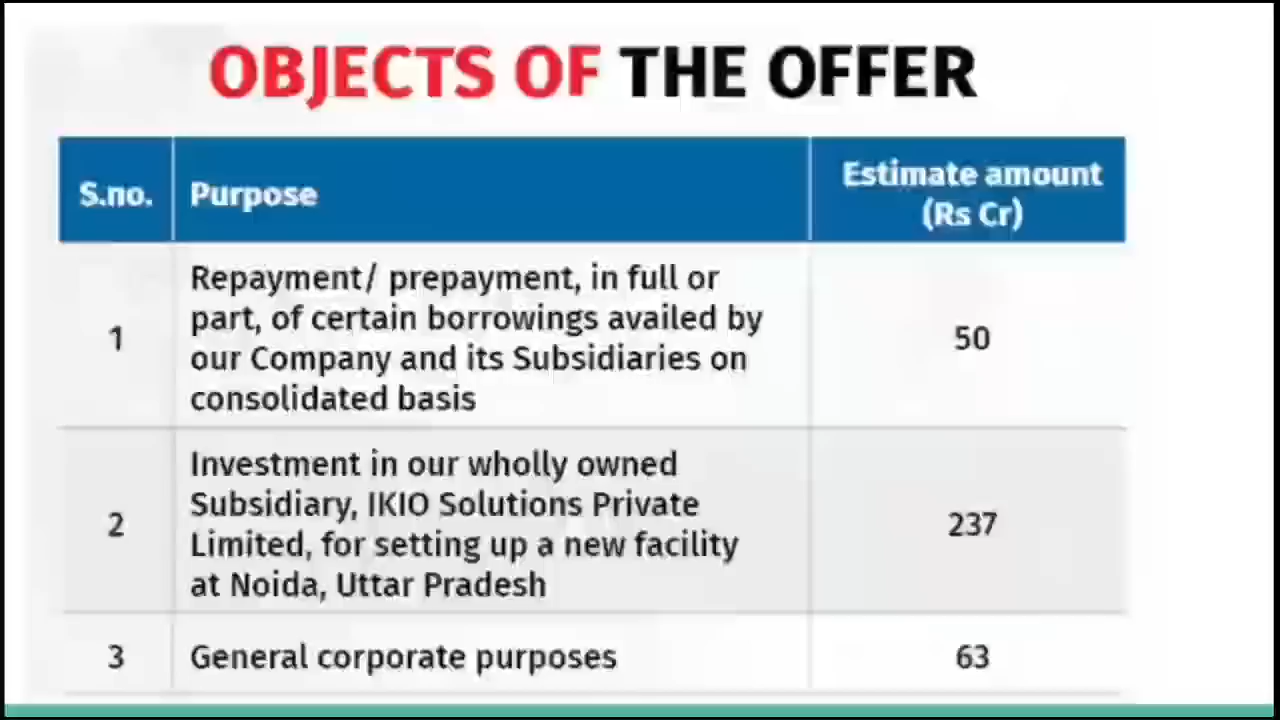 OBJECTS OF THE OFFER
S.no.
Purpose
Estimate amount
(Rs Cr)
1
Repayment/ prepayment, in full or
part, of certain borrowings availed by
our Company and its Subsidiaries on
consolidated basis
50
2
Investment in our wholly owned
Subsidiary, IKIO Solutions Private
Limited, for setting up a new facility
at Noida, Uttar Pradesh
237
3
General corporate purposes
63